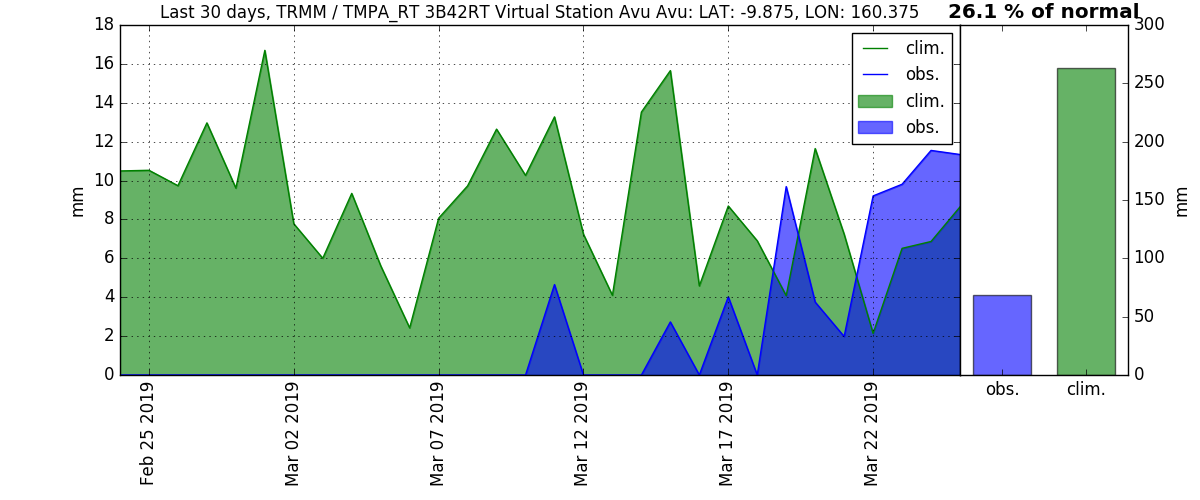 Last 30 days, TRMM / TMPA_RT 3B42RT Virtual Station Avu Avu: LAT: -9.875, LON: 160.375
26.1 % of normal
18
16
14
12
10
8
6
4
2
0
mm
clim.
obs.
clim.
obs.
300
250
200
150
100
50
0
mm
Feb 25 2019
Mar 02 2019
Mar 07 2019
Mar 12 2019
Mar 17 2019
Mar 22 2019
obs.
clim.